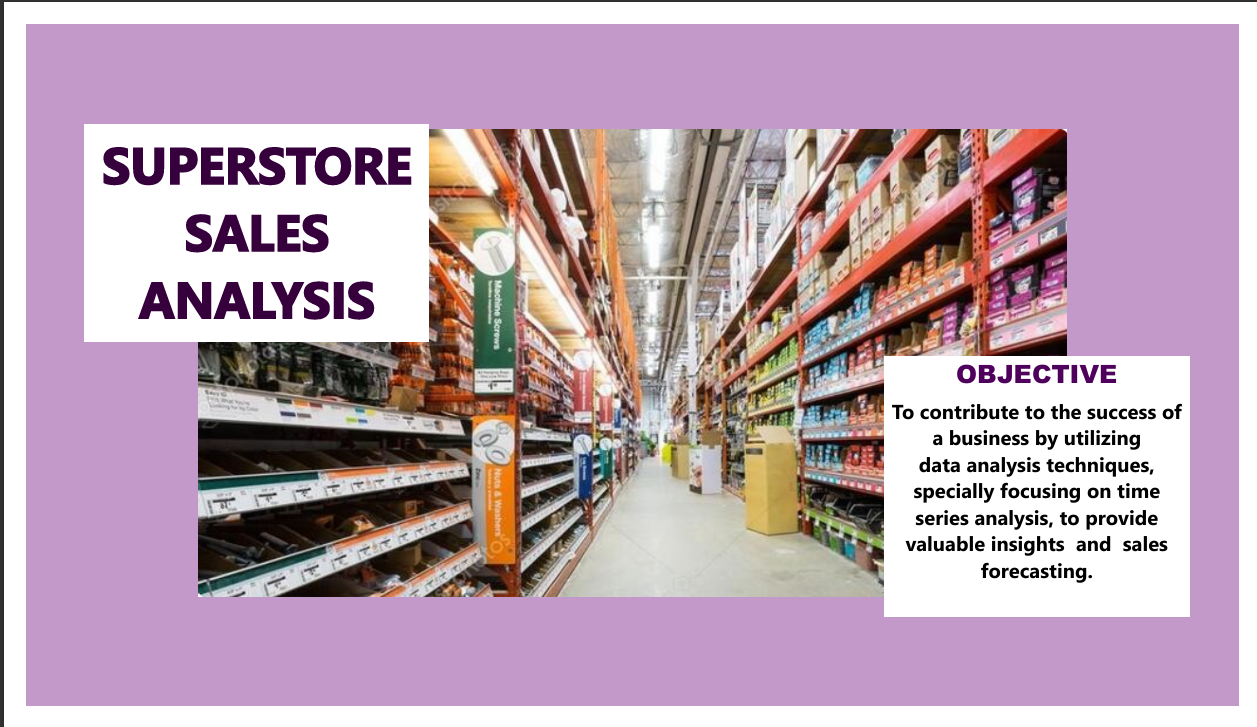 SUPERSTORE
SALES
ANALYSIS
Machine Screws
Nuts & Washers
OBJECTIVE
To contribute to the success of
a business by utilizing
data analysis techniques,
specially focusing on time
series analysis, to provide
valuable insights and sales
forecasting.